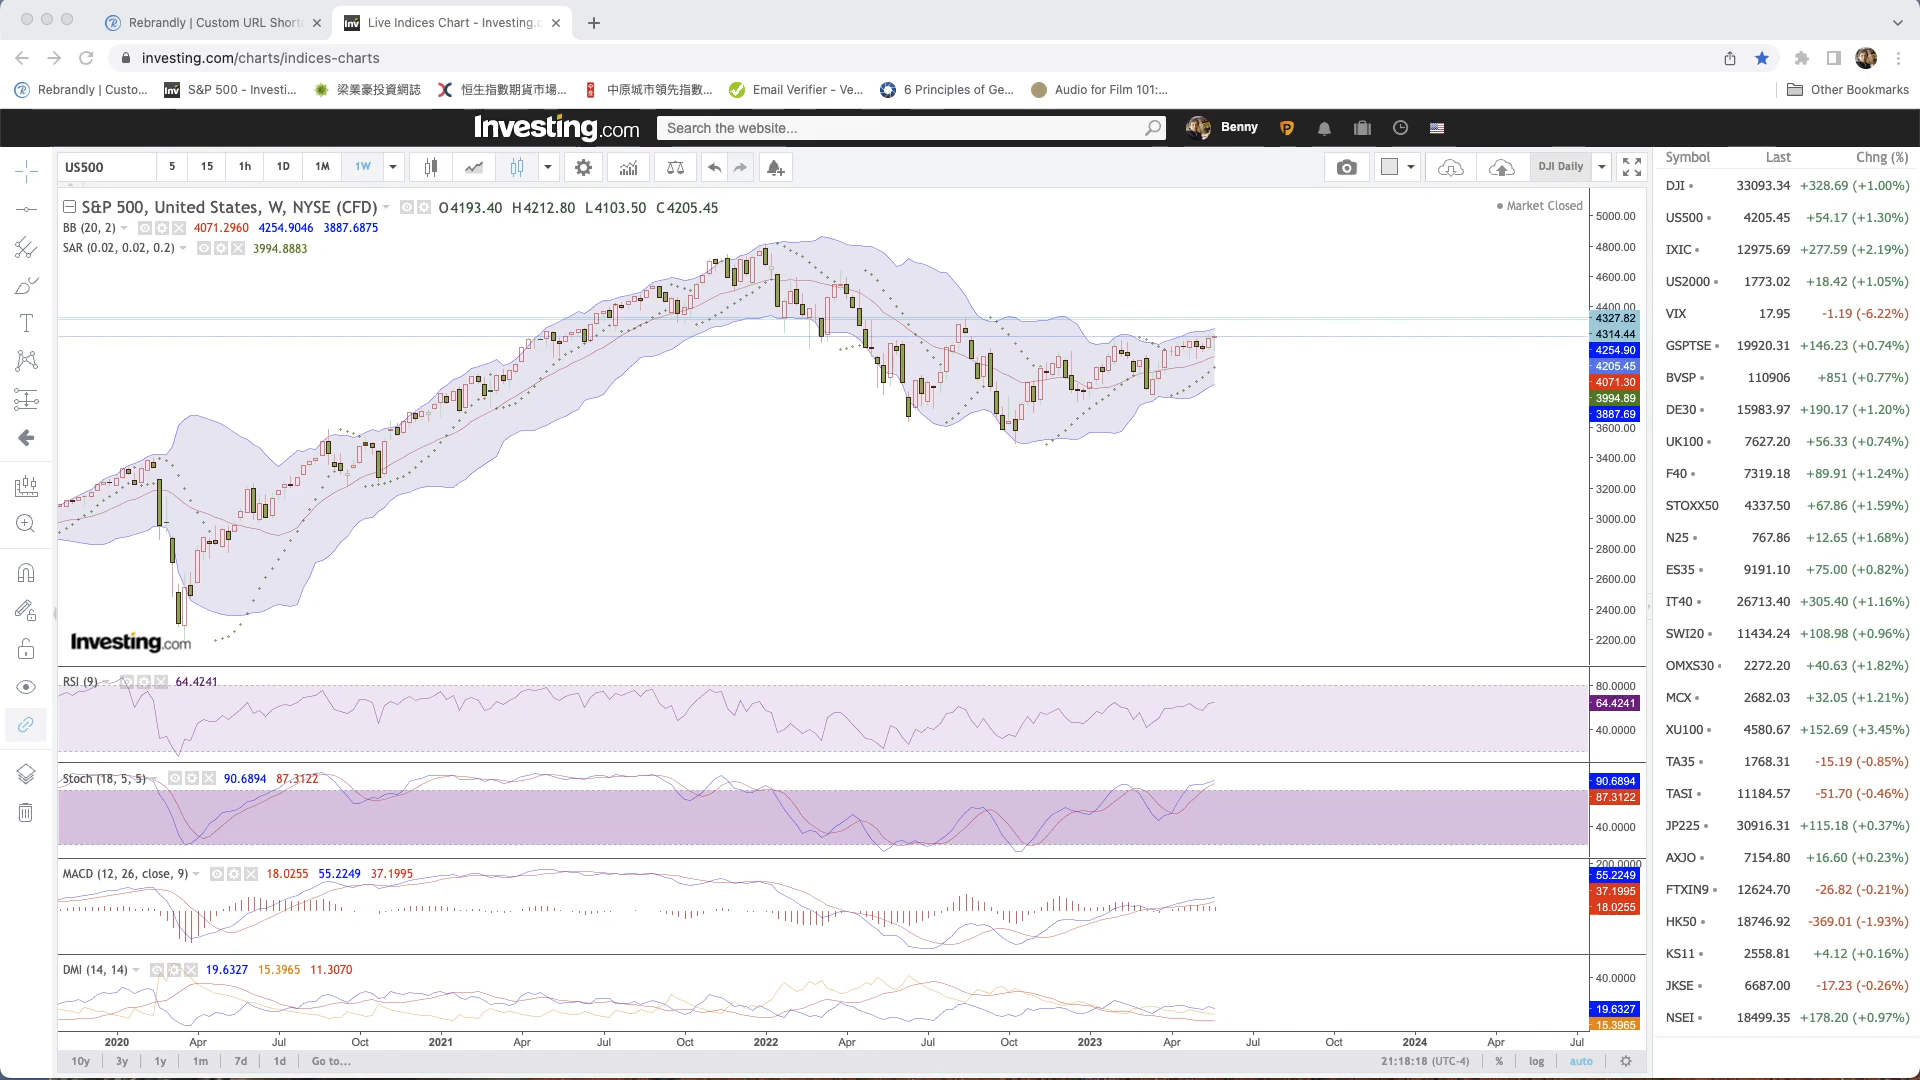 Rebrandly | Custom URL Short
Live Indices Chart - Investing.c
investing.com/charts/indices-charts
Rebrandly | Custo...
S&P 500 - Investi...
梁業豪投資網誌
恒生指數期貨市場...
中原城市領先指數...
Email Verifier - Ve...
6 Principles of Ge...
Audio for Film 101:...
Other Bookmarks
Investing.com
Search the website...
Benny
US500 5 15 1h 1D 1M 1W
DJI Daily
S&P 500, United States, W, NYSE (CFD) O4193.40 H4212.80 L4103.50 C4205.45
Market Closed
BB (20, 2) 4071.2960 4254.9046 3887.6875
SAR (0.02, 0.02, 0.2) 3994.8883
5000.00
4800.00
4600.00
4400.00
4327.82
4314.44
4254.90
4205.45
4071.30
3994.89
3887.69
3600.00
3400.00
3200.00
3000.00
2800.00
2600.00
2400.00
2200.00
Investing.com
RSI (9) 64.4241
80.0000
64.4241
40.0000
Stoch (18, 5, 5) 90.6894 87.3122
90.6894
87.3122
40.0000
MACD (12, 26, close, 9) 18.0255 55.2249 37.1995
200.0000
55.2249
37.1995
18.0255
DMI (14, 14) 19.6327 15.3965 11.3070
40.0000
19.6327
15.3965
2020 Apr Jul Oct 2021 Apr Jul Oct 2022 Apr Jul Oct 2023 Apr Jul Oct 2024 Apr Jul
10y 3y 1y 1m 7d 1d Go to...
21:18:18 (UTC-4) % log auto
Symbol Last Chng (%)
DJI 33093.34 +328.69 (+1.00%)
US500 4205.45 +54.17 (+1.30%)
IXIC 12975.69 +277.59 (+2.19%)
US2000 1773.02 +18.42 (+1.05%)
VIX 17.95 -1.19 (-6.22%)
GSPTSE 19920.31 +146.23 (+0.74%)
BVSP 110906 +851 (+0.77%)
DE30 15983.97 +190.17 (+1.20%)
UK100 7627.20 +56.33 (+0.74%)
F40 7319.18 +89.91 (+1.24%)
STOXX50 4337.50 +67.86 (+1.59%)
N25 767.86 +12.65 (+1.68%)
ES35 9191.10 +75.00 (+0.82%)
IT40 26713.40 +305.40 (+1.16%)
SWI20 11434.24 +108.98 (+0.96%)
OMXS30 2272.20 +40.63 (+1.82%)
MCX 2682.03 +32.05 (+1.21%)
XU100 4580.67 +152.69 (+3.45%)
TA35 1768.31 -15.19 (-0.85%)
TASI 11184.57 -51.70 (-0.46%)
JP225 30916.31 +115.18 (+0.37%)
AXJO 7154.80 +16.60 (+0.23%)
FTXIN9 12624.70 -26.82 (-0.21%)
HK50 18746.92 -369.01 (-1.93%)
KS11 2558.81 +4.12 (+0.16%)
JKSE 6687.00 -17.23 (-0.26%)
NSEI 18499.35 +178.20 (+0.97%)